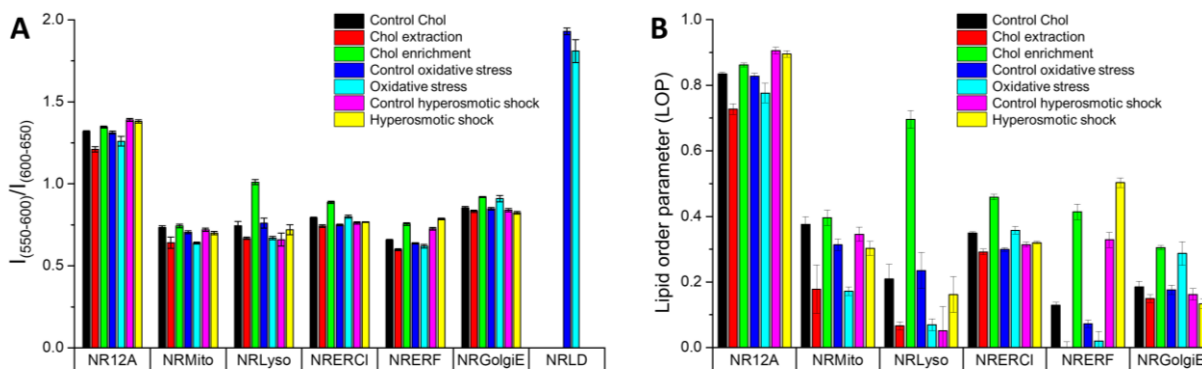 A
I(550-600)/I(600-650)
2.0
1.5
1.0
0.5
0.0
Control Chol
Chol extraction
Chol enrichment
Control oxidative stress
Oxidative stress
Control hyperosmotic shock
Hyperosmotic shock
NR12A NRMito NRLyso NRERCl NRERF NRGolgiE NRLD
B
Lipid order parameter (LOP)
1.0
0.8
0.6
0.4
0.2
0.0
Control Chol
Chol extraction
Chol enrichment
Control oxidative stress
Oxidative stress
Control hyperosmotic shock
Hyperosmotic shock
NR12A NRMito NRLyso NRERCl NRERF NRGolgiE